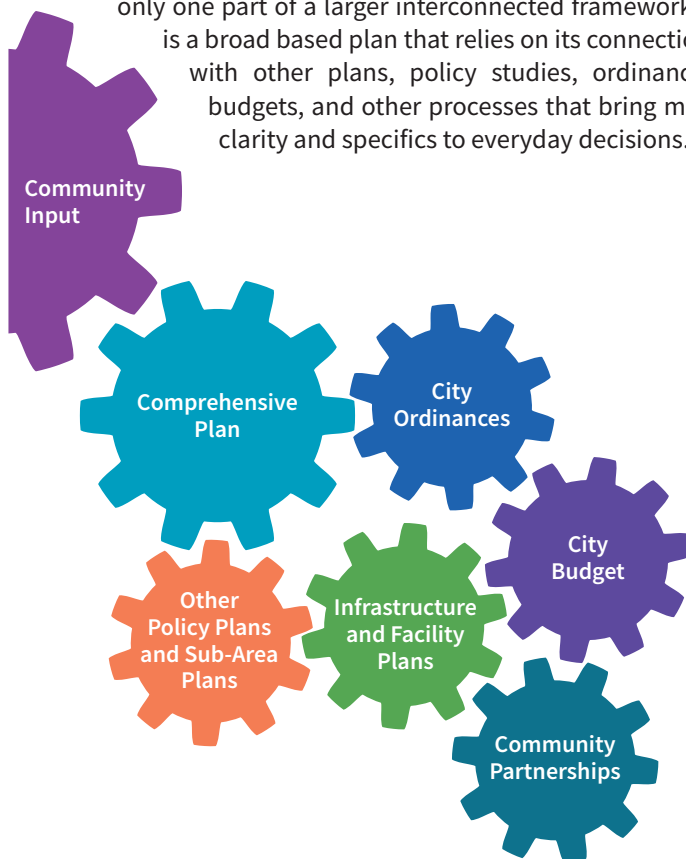 only one part of a larger interconnected framework
is a broad based plan that relies on its
with other plans, policy studies,
budgets, and other processes that bring
clarity and specifics to everyday decisions.
Community
Input
Comprehensive
Plan
City
Ordinances
City
Budget
Other
Policy Plans
and Sub-Area
Plans
Infrastructure
and Facility
Plans
Community
Partnerships